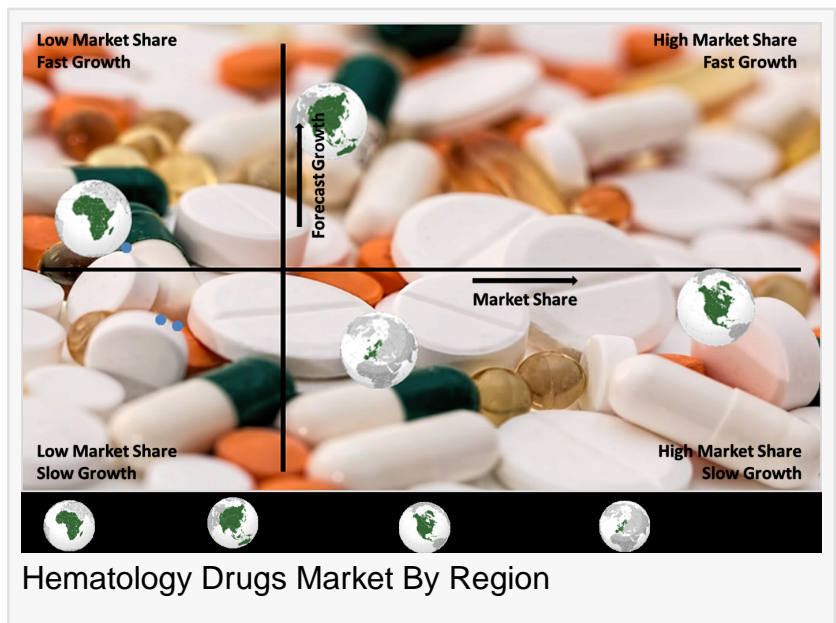 Low Market Share
Fast Growth
High Market Share
Fast Growth
Forecast Growth
Market Share
Low Market Share
Slow Growth
High Market Share
Slow Growth
Hematology Drugs Market By Region